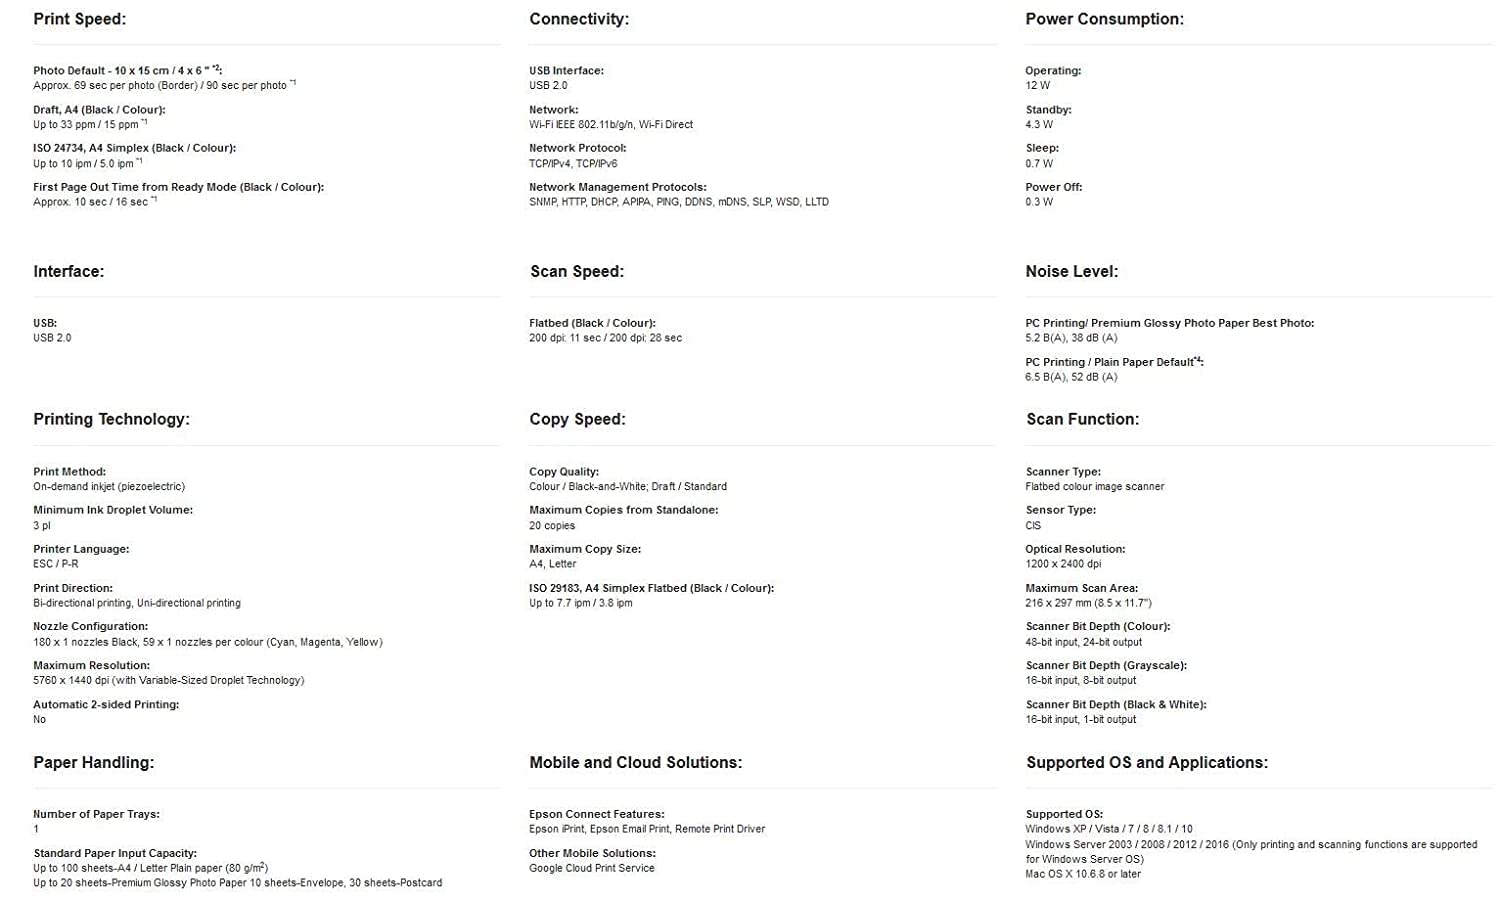 Print Speed:
Photo Default - 10 x 15 cm / 4 x 6 " *2:
Approx. 69 sec per photo (Border) / 90 sec per photo *1
Draft, A4 (Black / Colour):
Up to 33 ppm / 15 ppm *1
ISO 24734, A4 Simplex (Black / Colour):
Up to 10 ipm / 5.0 ipm *1
First Page Out Time from Ready Mode (Black / Colour):
Approx. 10 sec / 16 sec *1
Connectivity:
USB Interface:
USB 2.0
Network:
Wi-Fi IEEE 802.11b/g/n, Wi-Fi Direct
Network Protocol:
TCP/IPv4, TCP/IPv6
Network Management Protocols:
SNMP, HTTP, DHCP, APIPA, PING, DDNS, mDNS, SLP, WSD, LLTD
Power Consumption:
Operating:
12 W
Standby:
4.3 W
Sleep:
0.7 W
Power Off:
0.3 W
Interface:
USB:
USB 2.0
Scan Speed:
Flatbed (Black / Colour):
200 dpi: 11 sec / 200 dpi: 28 sec
Noise Level:
PC Printing/ Premium Glossy Photo Paper Best Photo:
5.2 B(A), 38 dB (A)
PC Printing / Plain Paper Default*4:
6.5 B(A), 52 dB (A)
Printing Technology:
Print Method:
On-demand inkjet (piezoelectric)
Minimum Ink Droplet Volume:
3 pl
Printer Language:
ESC / P-R
Print Direction:
Bi-directional printing, Uni-directional printing
Nozzle Configuration:
180 x 1 nozzles Black, 59 x 1 nozzles per colour (Cyan, Magenta, Yellow)
Maximum Resolution:
5760 x 1440 dpi (with Variable-Sized Droplet Technology)
Automatic 2-sided Printing:
No
Copy Speed:
Copy Quality:
Colour / Black-and-White; Draft / Standard
Maximum Copies from Standalone:
20 copies
Maximum Copy Size:
A4, Letter
ISO 29183, A4 Simplex Flatbed (Black / Colour):
Up to 7.7 ipm / 3.8 ipm
Scan Function:
Scanner Type:
Flatbed colour image scanner
Sensor Type:
CIS
Optical Resolution:
1200 x 2400 dpi
Maximum Scan Area:
216 x 297 mm (8.5 x 11.7")
Scanner Bit Depth (Colour):
48-bit input, 24-bit output
Scanner Bit Depth (Grayscale):
16-bit input, 8-bit output
Scanner Bit Depth (Black & White):
16-bit input, 1-bit output
Paper Handling:
Number of Paper Trays:
1
Standard Paper Input Capacity:
Up to 100 sheets-A4 / Letter Plain paper (80 g/m²)
Up to 20 sheets-Premium Glossy Photo Paper 10 sheets-Envelope, 30 sheets-Postcard
Mobile and Cloud Solutions:
Epson Connect Features:
Epson iPrint, Epson Email Print, Remote Print Driver
Other Mobile Solutions:
Google Cloud Print Service
Supported OS and Applications:
Supported OS:
Windows XP / Vista / 7 / 8 / 8.1 / 10
Windows Server 2003 / 2008 / 2012 / 2016 (Only printing and scanning functions are supported
for Windows Server OS)
Mac OS X 10.6.8 or later